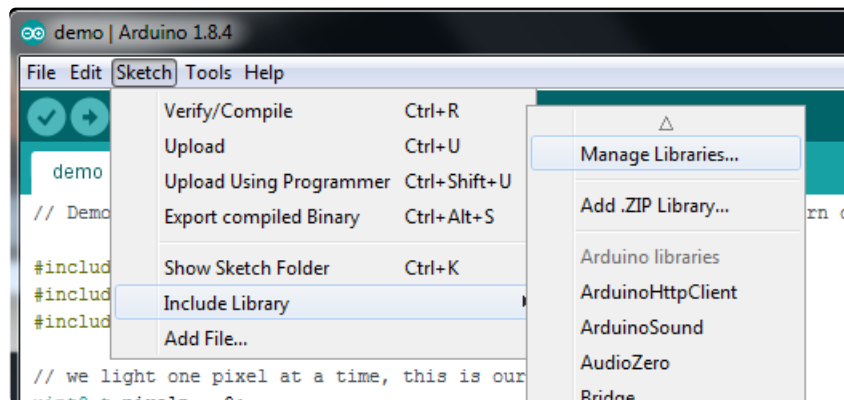 demo | Arduino 1.8.4
File Edit Sketch Tools Help
Verify/Compile Ctrl+R
Upload Ctrl+U
Upload Using Programmer Ctrl+Shift+U
Export compiled Binary Ctrl+Alt+S
Show Sketch Folder Ctrl+K
Include Library
Add File...
Manage Libraries...
Add .ZIP Library...
Arduino libraries
ArduinoHttpClient
ArduinoSound
AudioZero
Bridge
demo
// Demo
#includ
#includ
#includ
// we light one pixel at a time, this is our